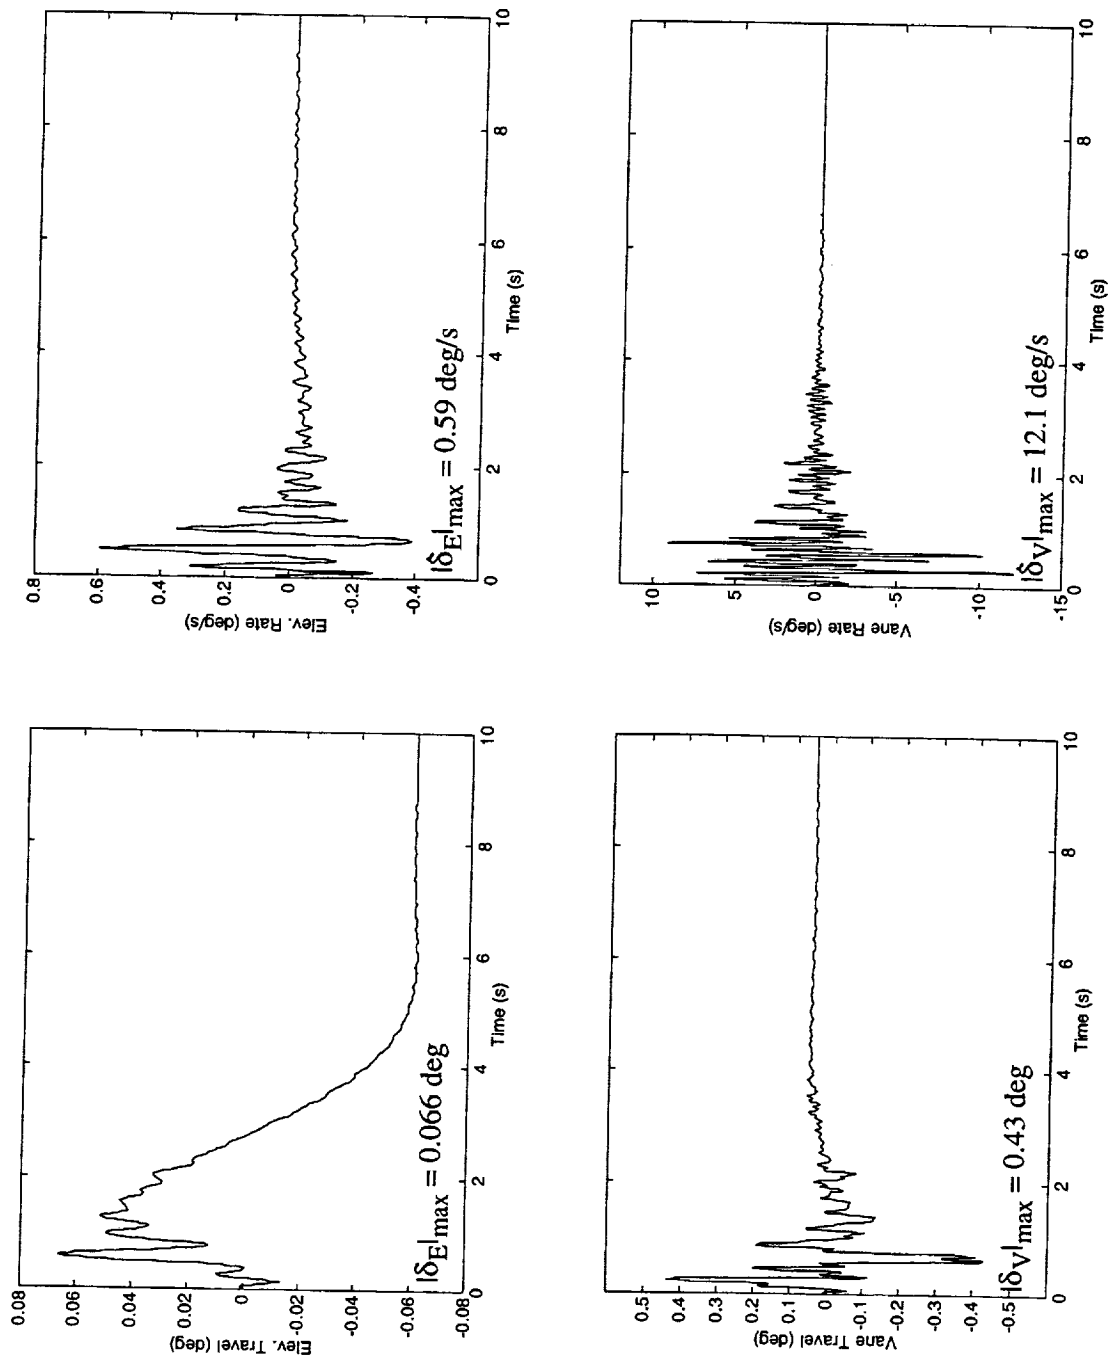 0.08
0.06
0.04
0.02
0
-0.02
-0.04
-0.06
-0.08
Elev. Travel (deg)
|δE|max = 0.066 deg
0 2 4 6 8 10
Time (s)
0.8
0.6
0.4
0.2
0
-0.2
-0.4
-0.6
Elev. Rate (deg/s)
|δ̇E|max = 0.59 deg/s
0 2 4 6 8 10
Time (s)
0.5
0.4
0.3
0.2
0.1
0
-0.1
-0.2
-0.3
-0.4
-0.5
-0.6
Vane Travel (deg)
|δV|max = 0.43 deg
0 2 4 6 8 10
Time (s)
10
5
0
-5
-10
-15
Vane Rate (deg/s)
|δ̇V|max = 12.1 deg/s
0 2 4 6 8 10
Time (s)